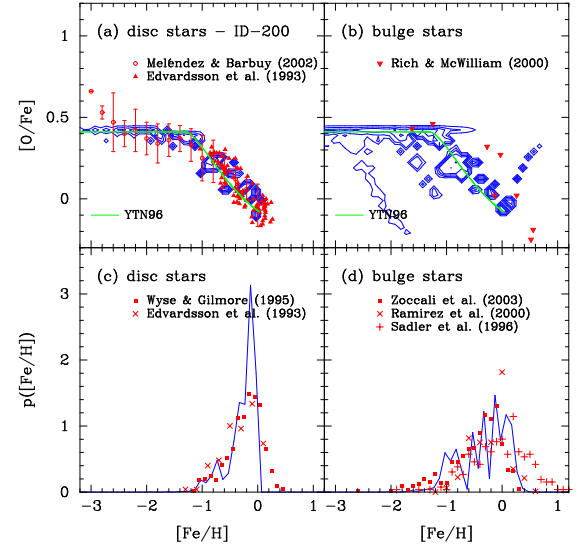 (a) disc stars – ID-200
Meléndez & Barbuy (2002)
Edvardsson et al. (1993)
YTN96
(b) bulge stars
Rich & McWilliam (2000)
YTN96
1
0.5
0
[O/Fe]
(c) disc stars
Wyse & Gilmore (1995)
Edvardsson et al. (1993)
(d) bulge stars
Zoccali et al. (2003)
Ramirez et al. (2000)
Sadler et al. (1996)
3
2
1
0
p([Fe/H])
−3 −2 −1 0
−3 −2 −1 0 1
[Fe/H]
[Fe/H]